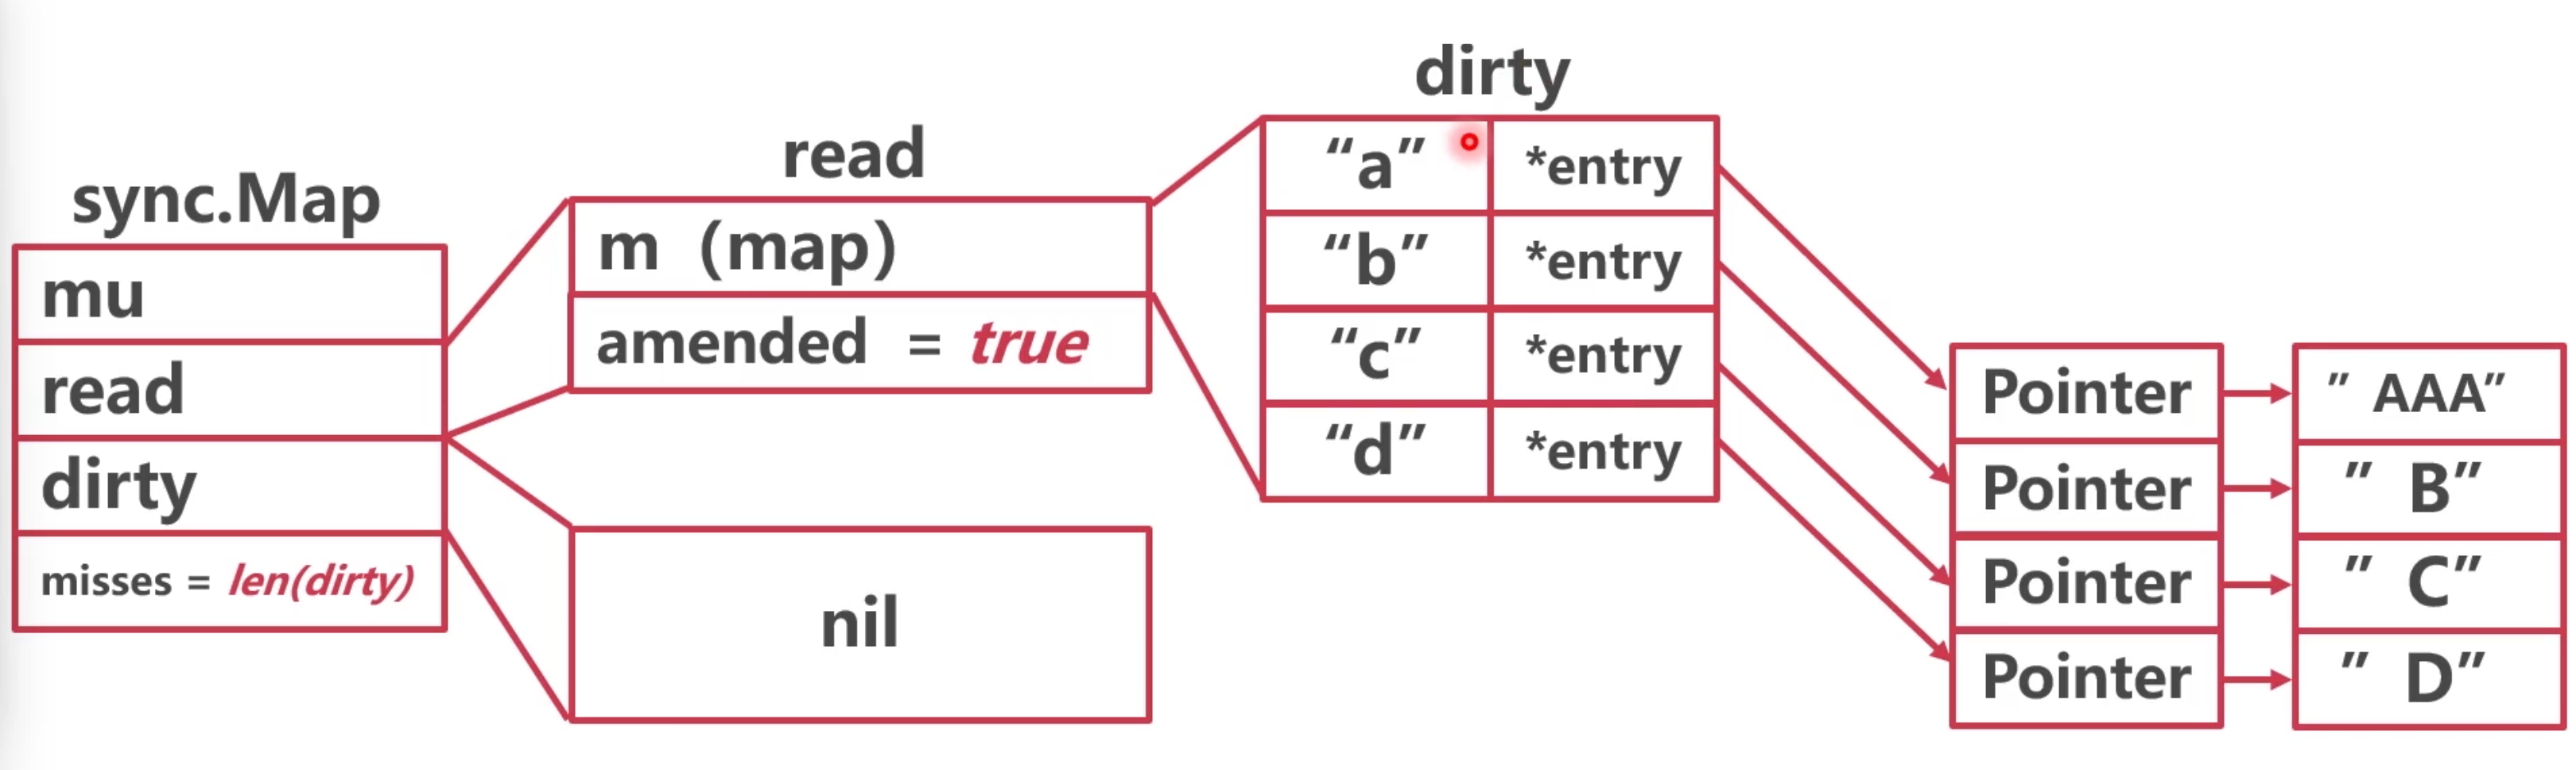 sync.Map
mu
read
dirty
misses = len(dirty)
read
m (map)
amended = true
nil
dirty
“a” *entry
“b” *entry
“c” *entry
“d” *entry
Pointer ” AAA”
Pointer ” B”
Pointer ” C”
Pointer ” D”